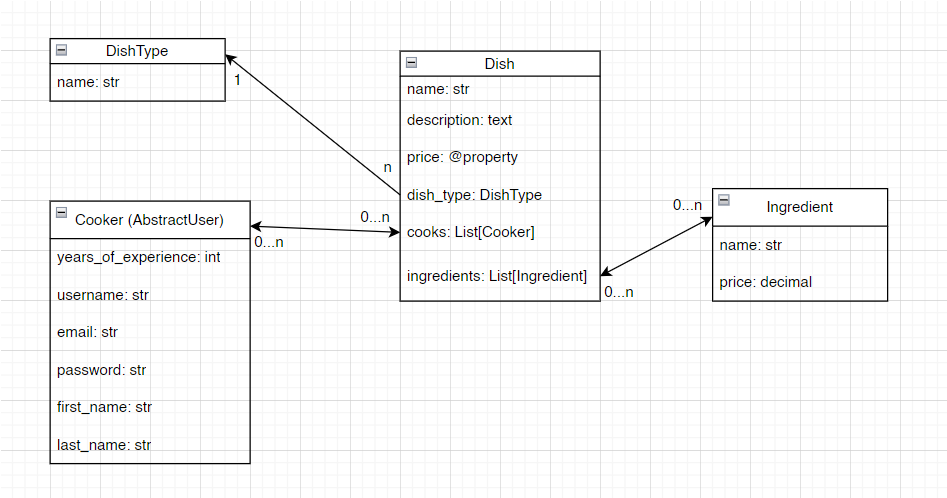 DishType
name: str
1
n
Dish
name: str
description: text
price: @property
dish_type: DishType
cooks: List[Cooker]
ingredients: List[Ingredient]
Cooker (AbstractUser)
years_of_experience: int
username: str
email: str
password: str
first_name: str
last_name: str
0...n
0...n
0...n
0...n
Ingredient
name: str
price: decimal